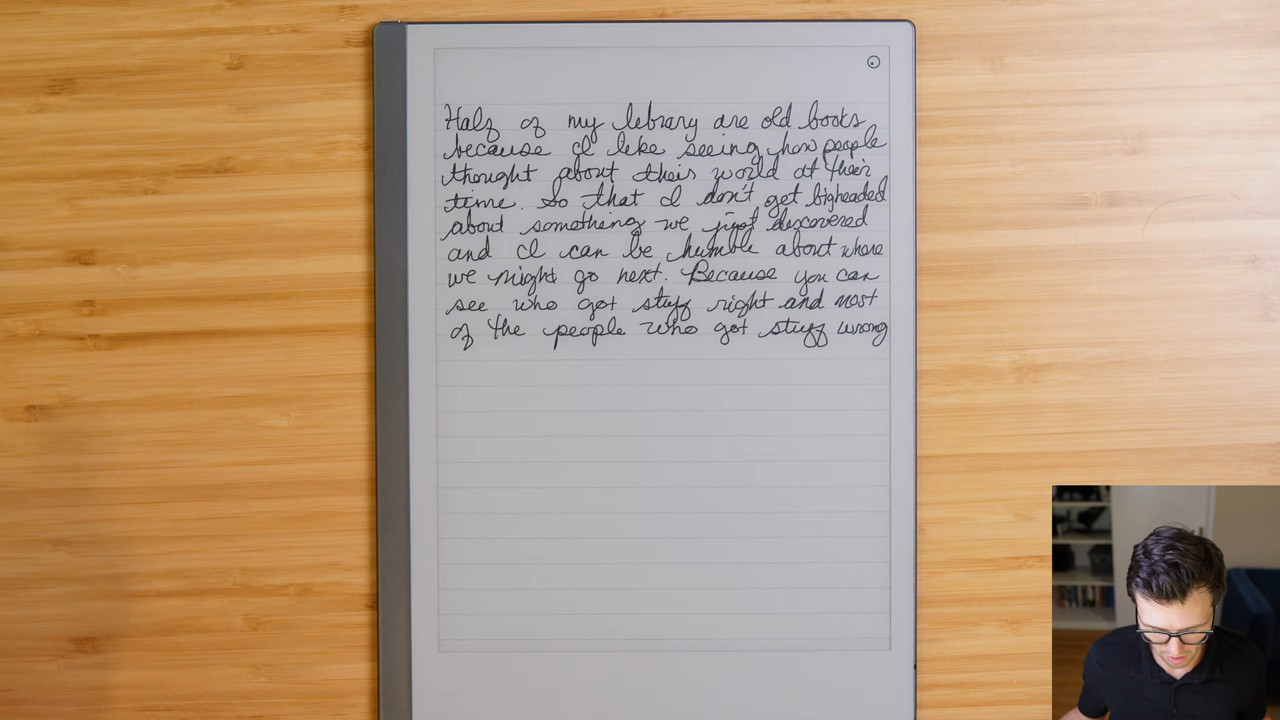 Half of my library are old books
because I like seeing how people
thought about their world at their
time. So that I don't get bigheaded
about something we just discovered
and I can be humble about where
we might go next. Because you can
see who got stuff right and most
of the people who got stuff wrong